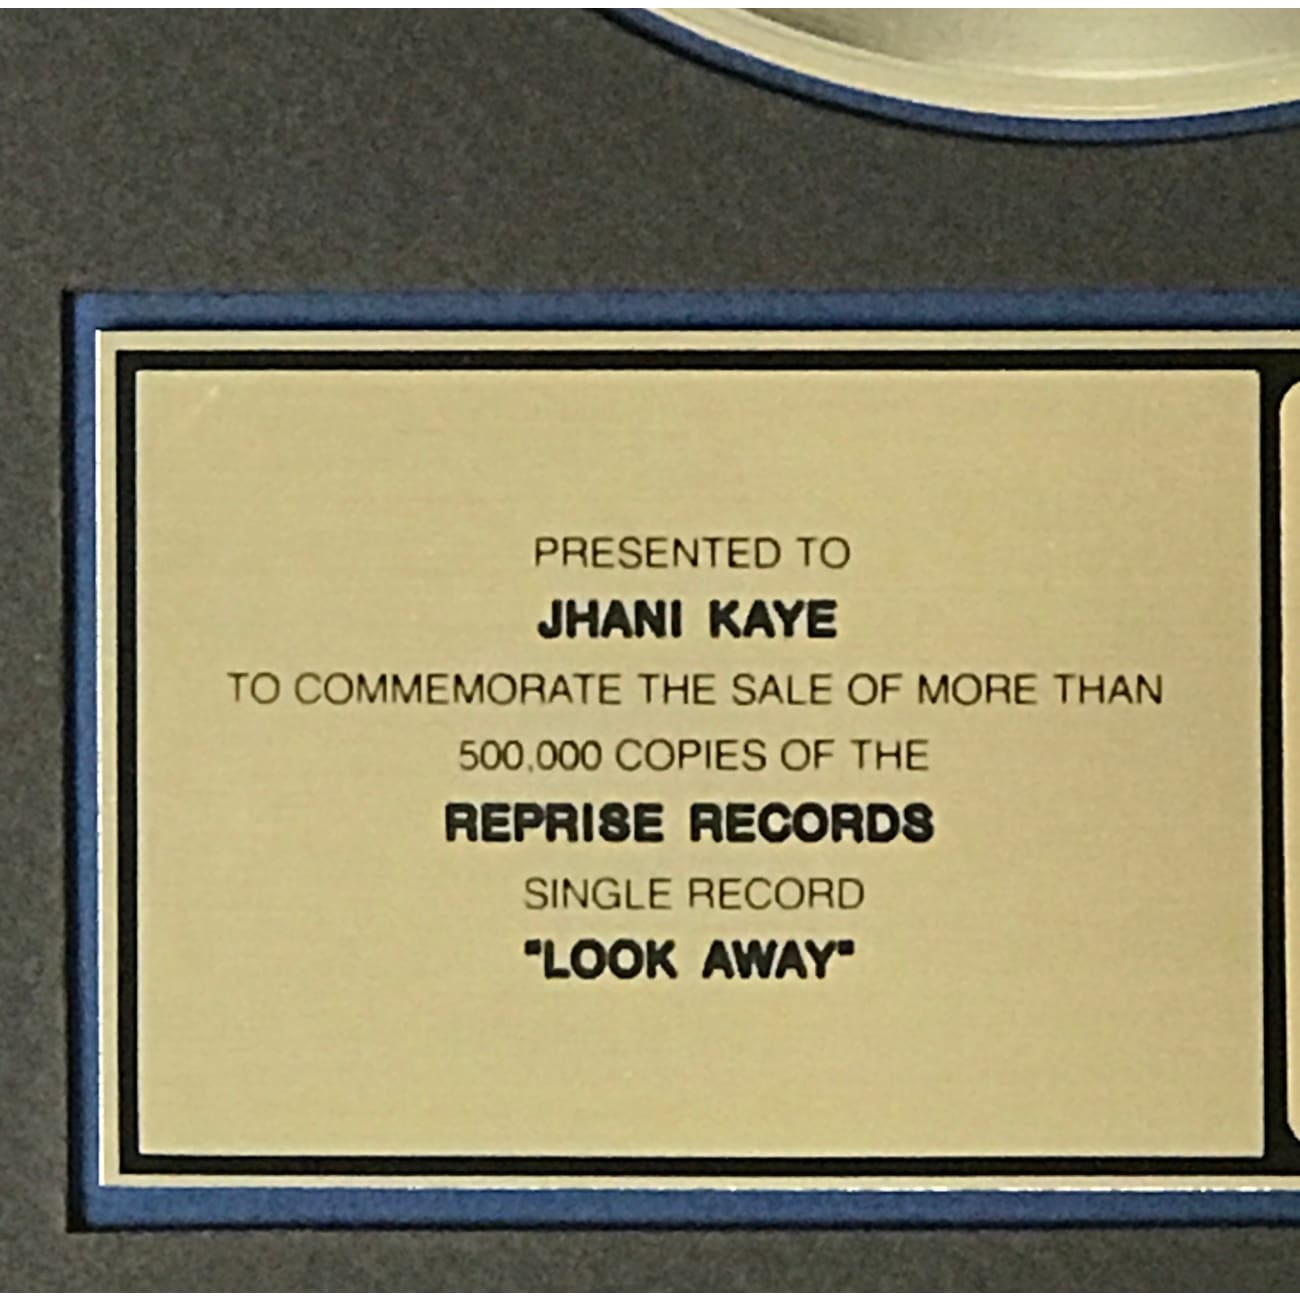 PRESENTED TO
JHANI KAYE
TO COMMEMORATE THE SALE OF MORE THAN
500,000 COPIES OF THE
REPRISE RECORDS
SINGLE RECORD
"LOOK AWAY"